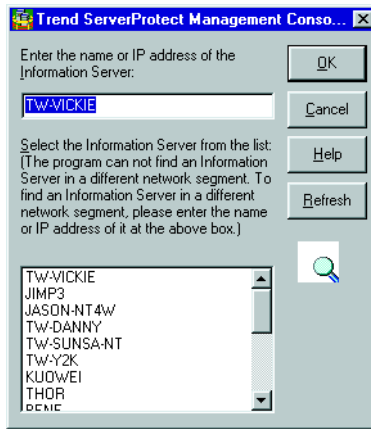 Trend ServerProtect Management Conso...
Enter the name or IP address of the
Information Server:
TW-VICKIE
OK
Cancel
Help
Refresh
Select the Information Server from the list:
(The program can not find an Information
Server in a different network segment. To
find an Information Server in a different
network segment, please enter the name
or IP address of it at the above box.)
TW-VICKIE
JIMP3
JASON-NT4W
TW-DANNY
TW-SUNSA-NT
TW-Y2K
KUOWEI
THOR